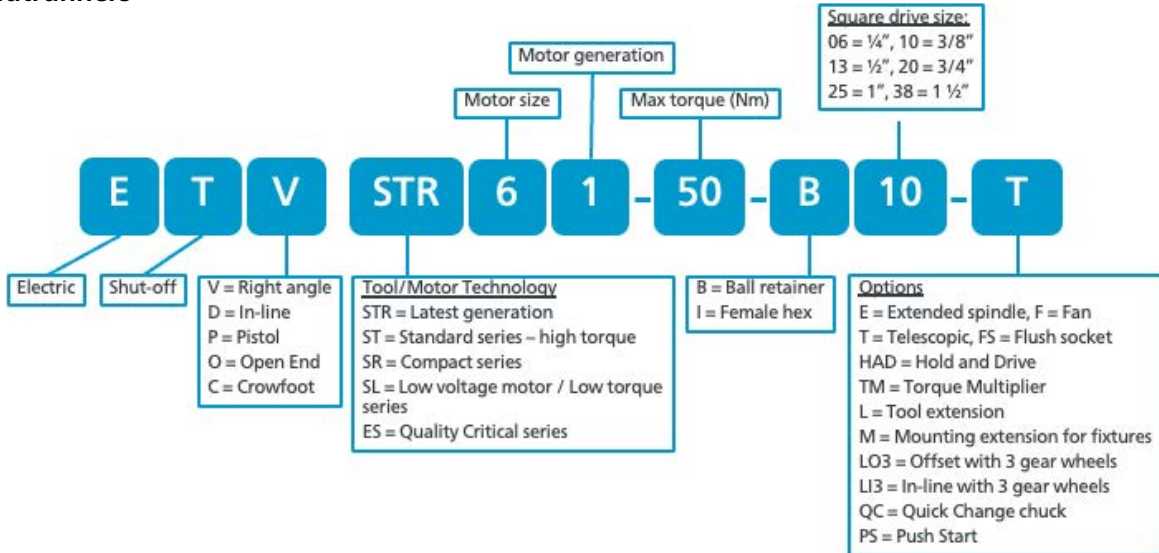 Square drive size:
06 = ¼”, 10 = 3/8”
13 = ½”, 20 = 3/4”
25 = 1”, 38 = 1 ½”
Motor generation
Motor size
Max torque (Nm)
E T V STR 6 1 - 50 - B 10 - T
Electric
Shut-off
V = Right angle
D = In-line
P = Pistol
O = Open End
C = Crowfoot
Tool/Motor Technology
STR = Latest generation
ST = Standard series – high torque
SR = Compact series
SL = Low voltage motor / Low torque
series
ES = Quality Critical series
B = Ball retainer
I = Female hex
Options
E = Extended spindle, F = Fan
T = Telescopic, FS = Flush socket
HAD = Hold and Drive
TM = Torque Multiplier
L = Tool extension
M = Mounting extension for fixtures
LO3 = Offset with 3 gear wheels
LI3 = In-line with 3 gear wheels
QC = Quick Change chuck
PS = Push Start